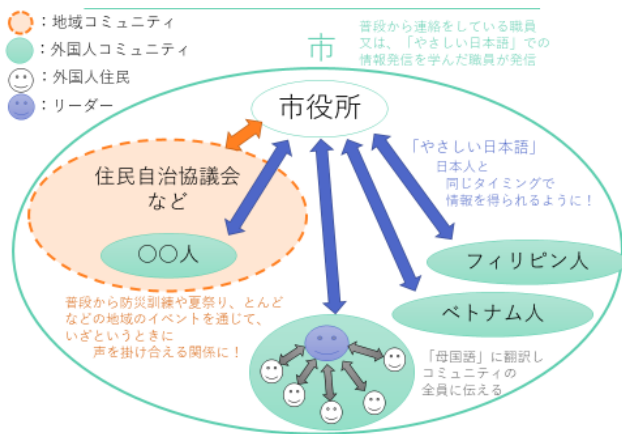 ：地域コミュニティ
：外国人コミュニティ
：外国人住民
：リーダー
市
普段から連絡をしている職員
又は、「やさしい日本語」での
情報発信を学んだ職員が発信
市役所
住民自治協議会
など
〇〇人
「やさしい日本語」
日本人と
同じタイミングで
情報を得られるように！
フィリピン人
ベトナム人
普段から防災訓練や夏祭り、とんど
などの地域のイベントを通じて、
いざというときに
声を掛け合える関係に！
「母国語」に翻訳し
コミュニティの
全員に伝える